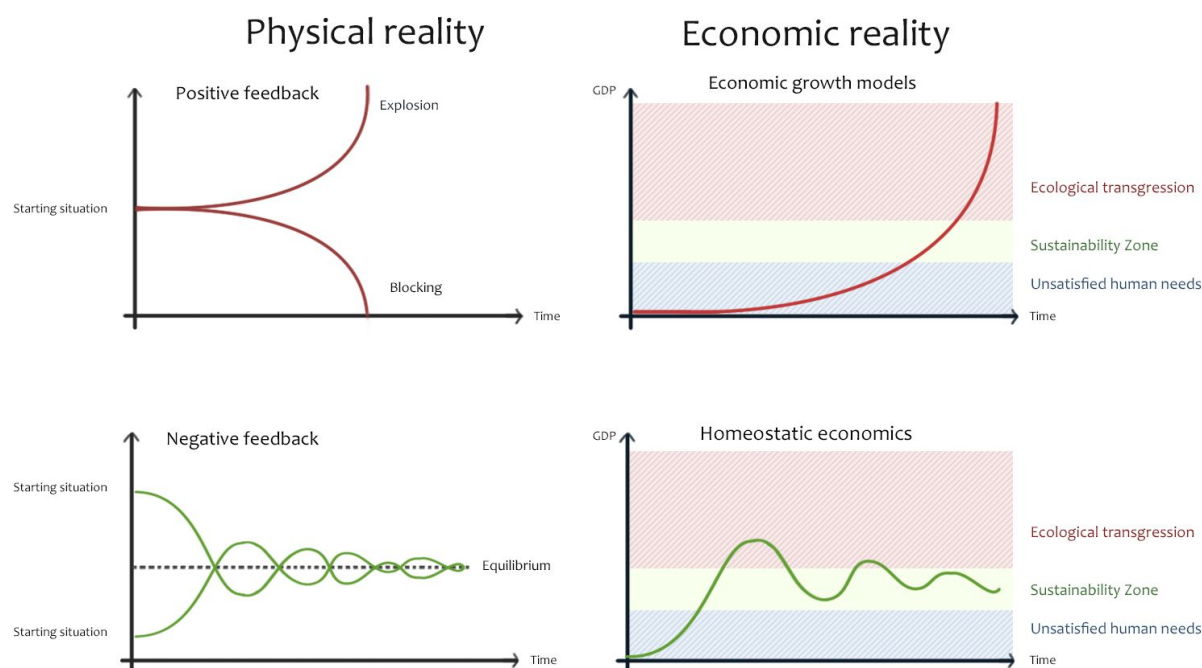 Physical reality
Economic reality
Positive feedback
Explosion
Starting situation
Blocking
Time
GDP
Economic growth models
Ecological transgression
Sustainability Zone
Unsatisfied human needs
Time
Negative feedback
Starting situation
Equilibrium
Starting situation
Time
GDP
Homeostatic economics
Ecological transgression
Sustainability Zone
Unsatisfied human needs
Time